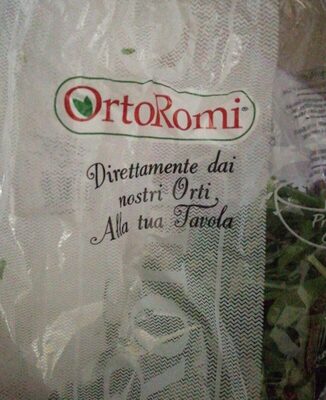 OrtoRomi®
Direttamente dai
nostri Orti
Alla tua Tavola